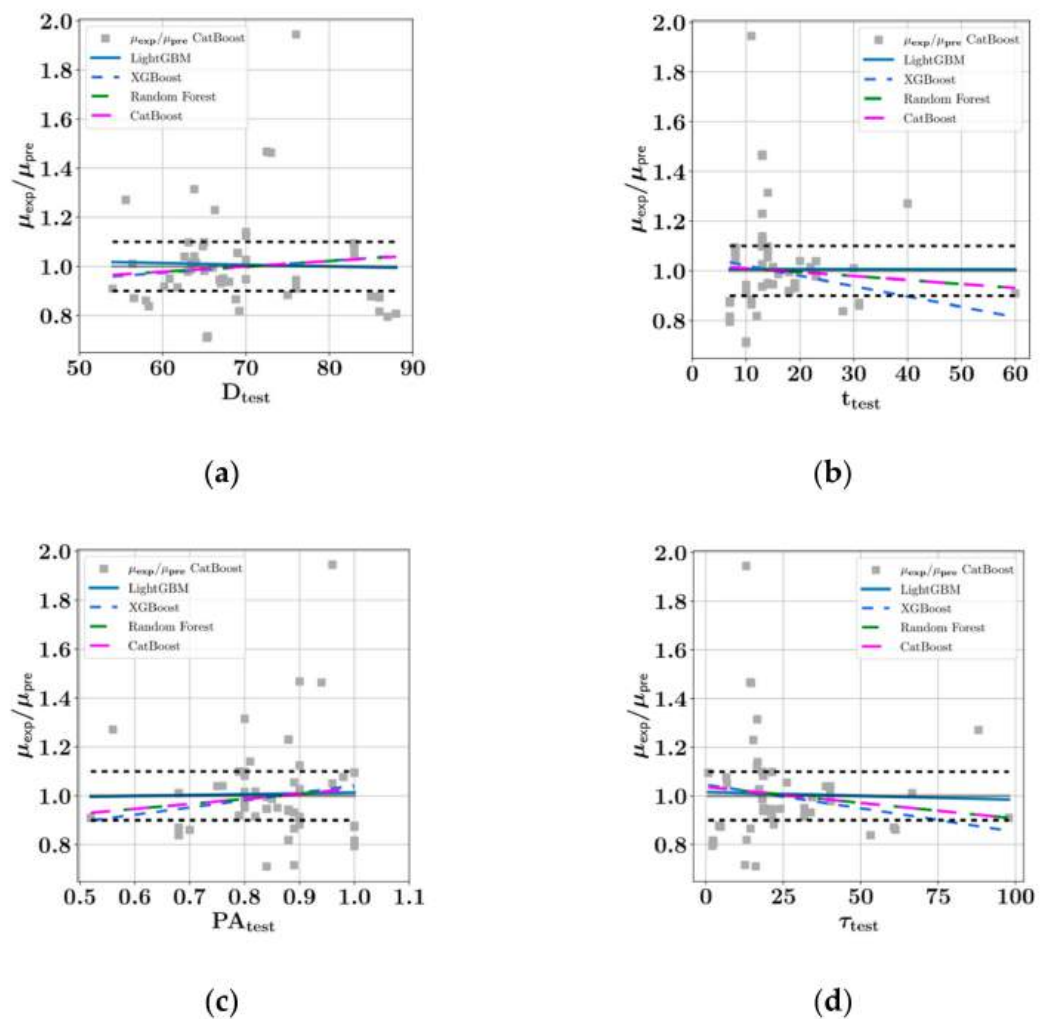 2.0
1.8
1.6
1.4
1.2
1.0
0.8
μexp/μpre
μexp/μpre CatBoost
LightGBM
XGBoost
Random Forest
CatBoost
50 60 70 80 90
Dtest
(a)
2.0
1.8
1.6
1.4
1.2
1.0
0.8
μexp/μpre
μexp/μpre CatBoost
LightGBM
XGBoost
Random Forest
CatBoost
0 10 20 30 40 50 60
ttest
(b)
2.0
1.8
1.6
1.4
1.2
1.0
0.8
μexp/μpre
μexp/μpre CatBoost
LightGBM
XGBoost
Random Forest
CatBoost
0.5 0.6 0.7 0.8 0.9 1.0 1.1
PAtest
(c)
2.0
1.8
1.6
1.4
1.2
1.0
0.8
μexp/μpre
μexp/μpre CatBoost
LightGBM
XGBoost
Random Forest
CatBoost
0 25 50 75 100
τtest
(d)